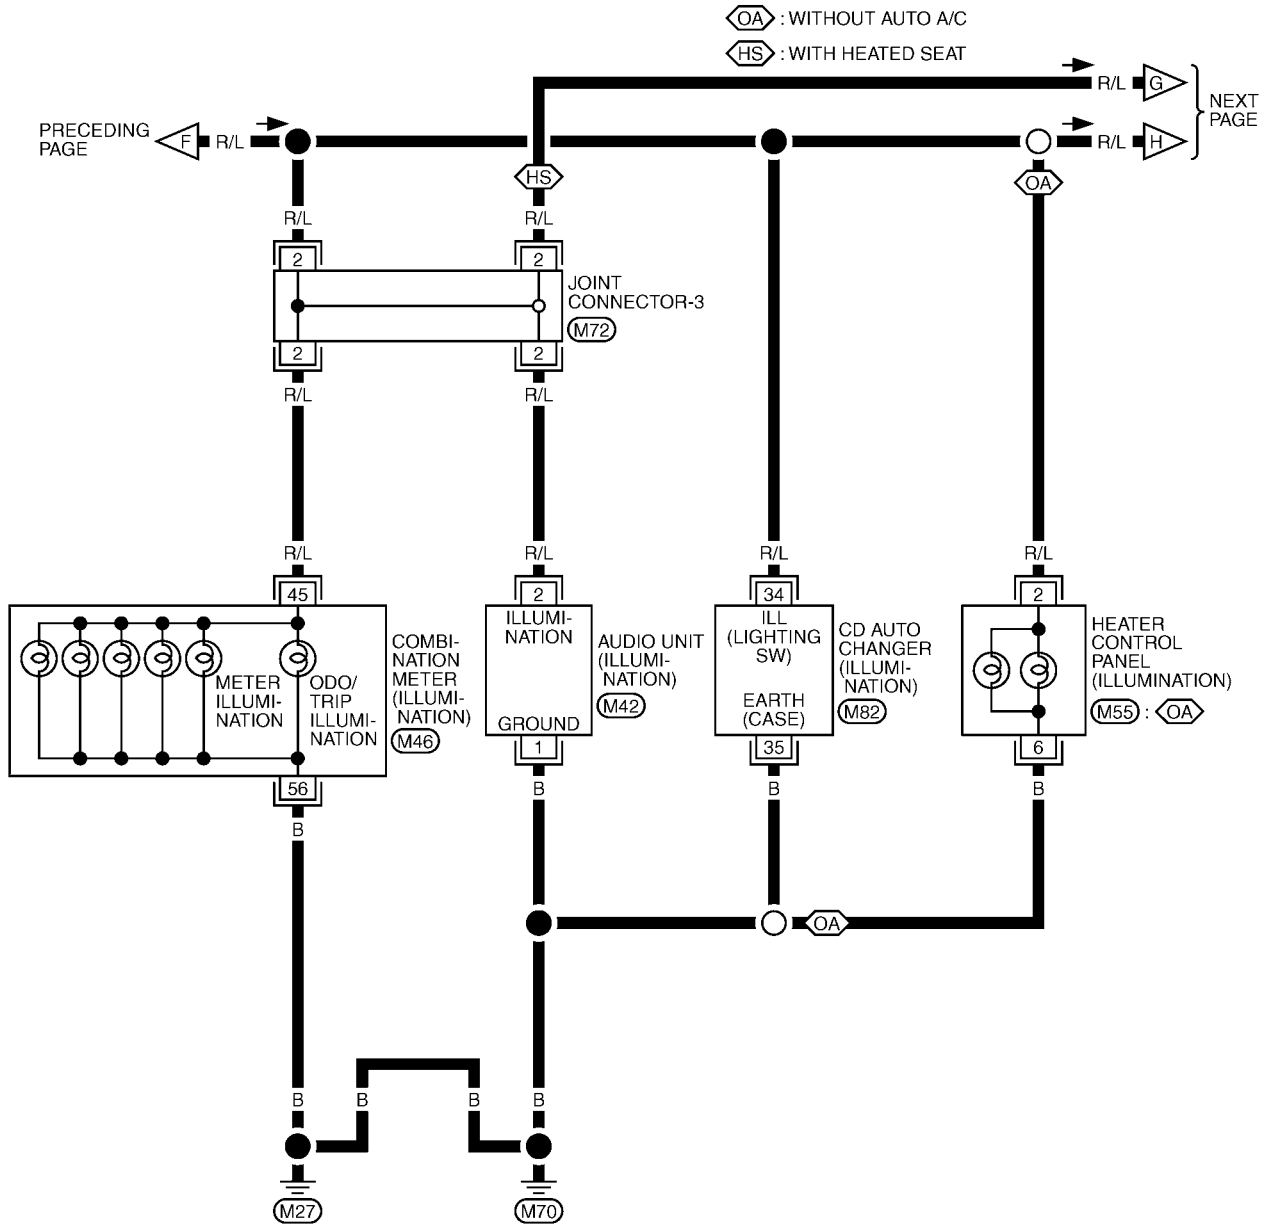 OA : WITHOUT AUTO A/C
HS : WITH HEATED SEAT
R/L G
NEXT
PAGE
PRECEDING
PAGE
F R/L
R/L H
HS
OA
R/L R/L
2 2
JOINT
CONNECTOR-3
M72
2 2
R/L R/L
R/L R/L R/L R/L
45 2 34 2
METER
ILLUMI-
NATION
ODO/
TRIP
ILLUMI-
NATION
COMBI-
NATION
METER
(ILLUMI-
NATION)
M46
ILLUMI-
NATION
GROUND
AUDIO UNIT
(ILLUMI-
NATION)
M42
ILL
(LIGHTING
SW)
EARTH
(CASE)
CD AUTO
CHANGER
(ILLUMI-
NATION)
M82
HEATER
CONTROL
PANEL
(ILLUMINATION)
M55 : OA
56 1 35 6
B B B B
OA
B B B B
M27 M70